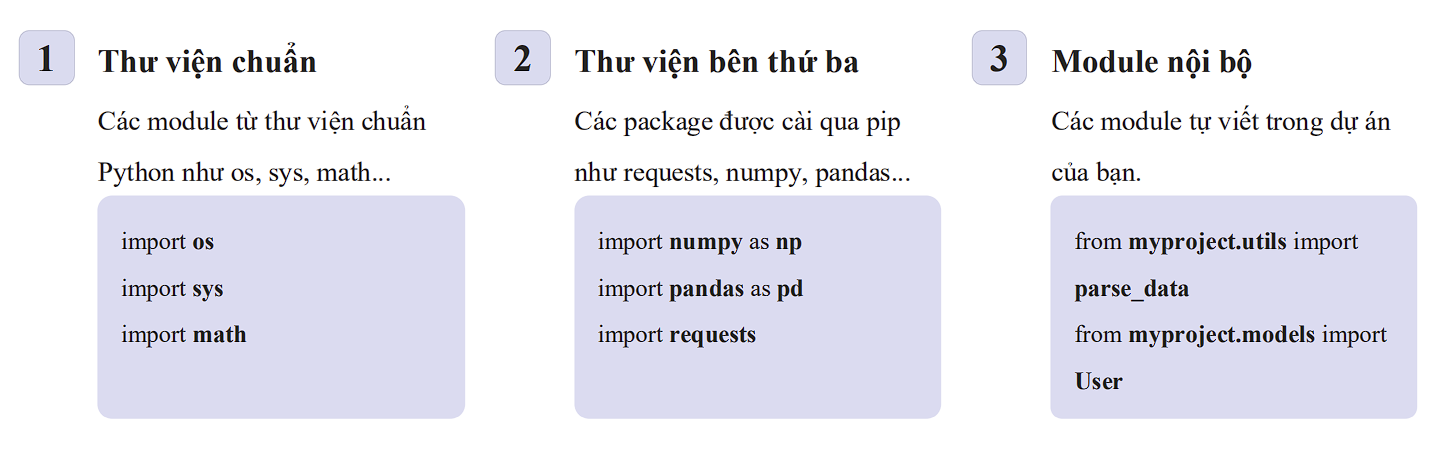 1
Thư viện chuẩn
Các module từ thư viện chuẩn
Python như os, sys, math...
import os
import sys
import math
2
Thư viện bên thứ ba
Các package được cài qua pip
như requests, numpy, pandas...
import numpy as np
import pandas as pd
import requests
3
Module nội bộ
Các module tự viết trong dự án
của bạn.
from myproject.utils import
parse_data
from myproject.models import
User